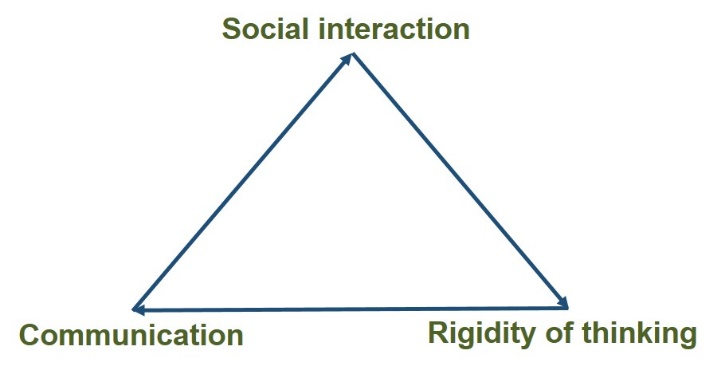 Social interaction
Communication
Rigidity of thinking